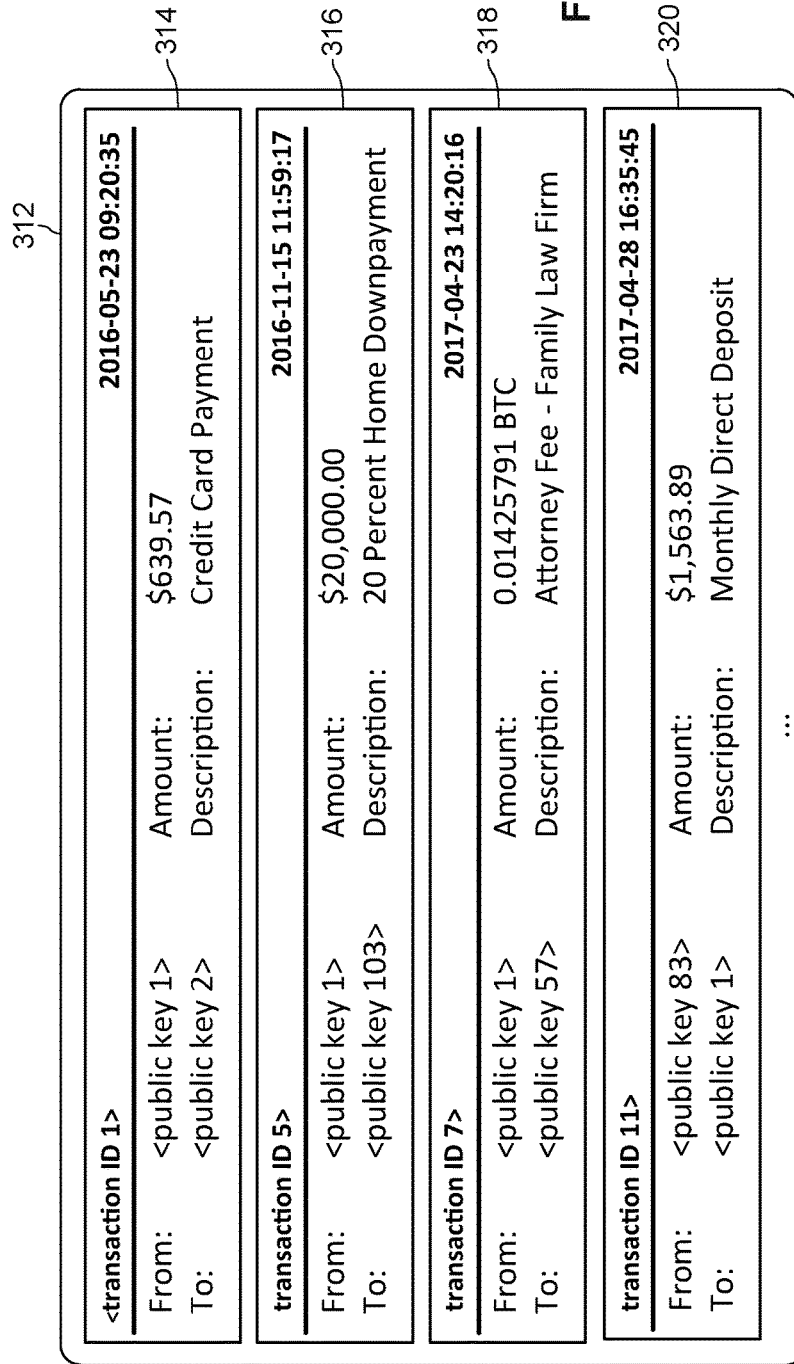 312
<transaction ID 1> 2016-05-23 09:20:35
From: <public key 1> Amount: $639.57
To: <public key 2> Description: Credit Card Payment
314
transaction ID 5> 2016-11-15 11:59:17
From: <public key 1> Amount: $20,000.00
To: <public key 103> Description: 20 Percent Home Downpayment
316
transaction ID 7> 2017-04-23 14:20:16
From: <public key 1> Amount: 0.01425791 BTC
To: <public key 57> Description: Attorney Fee - Family Law Firm
318
transaction ID 11> 2017-04-28 16:35:45
From: <public key 83> Amount: $1,563.89
To: <public key 1> Description: Monthly Direct Deposit
320
...
F